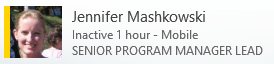 Jennifer Mashkowski
Inactive 1 hour - Mobile
SENIOR PROGRAM MANAGER LEAD